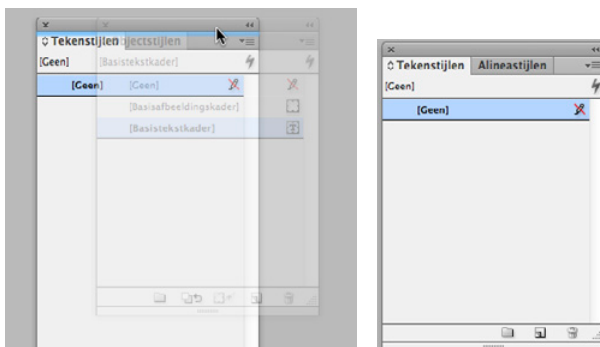 Tekenstijlen
jectstijlen
[Geen]
[Basistekstkader]
[Geen]
[Geen]
[Basisafbeeldingskader]
[Basistekstkader]
Tekenstijlen Alineastijlen
[Geen]
[Geen]